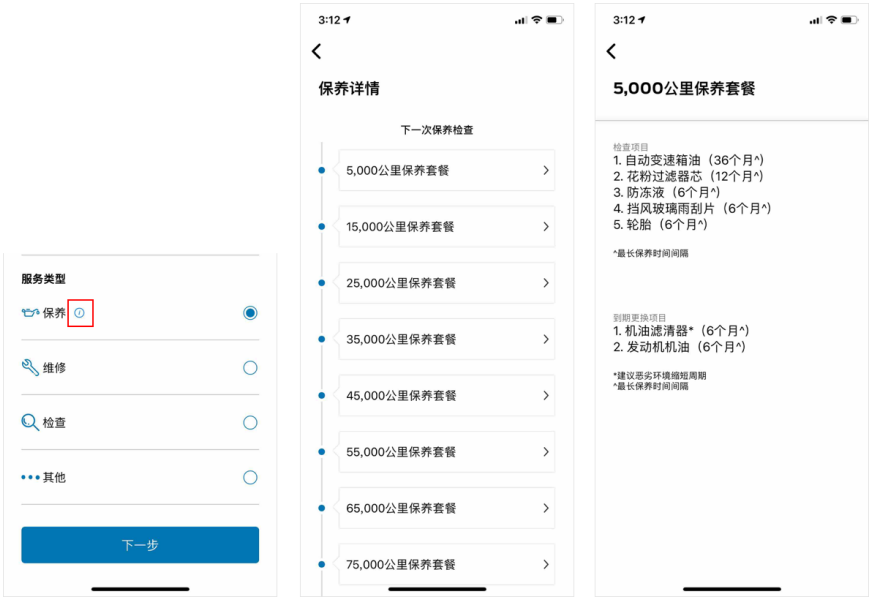 服务类型
保养
维修
检查
其他
下一步
3:12
保养详情
下一次保养检查
5,000公里保养套餐
15,000公里保养套餐
25,000公里保养套餐
35,000公里保养套餐
45,000公里保养套餐
55,000公里保养套餐
65,000公里保养套餐
75,000公里保养套餐
3:12
5,000公里保养套餐
检查项目
1. 自动变速箱油（36个月^）
2. 花粉过滤器芯（12个月^）
3. 防冻液（6个月^）
4. 挡风玻璃雨刮片（6个月^）
5. 轮胎（6个月^）
^最长保养时间间隔
到期更换项目
1. 机油滤清器*（6个月^）
2. 发动机机油（6个月^）
*建议恶劣环境缩短周期
^最长保养时间间隔